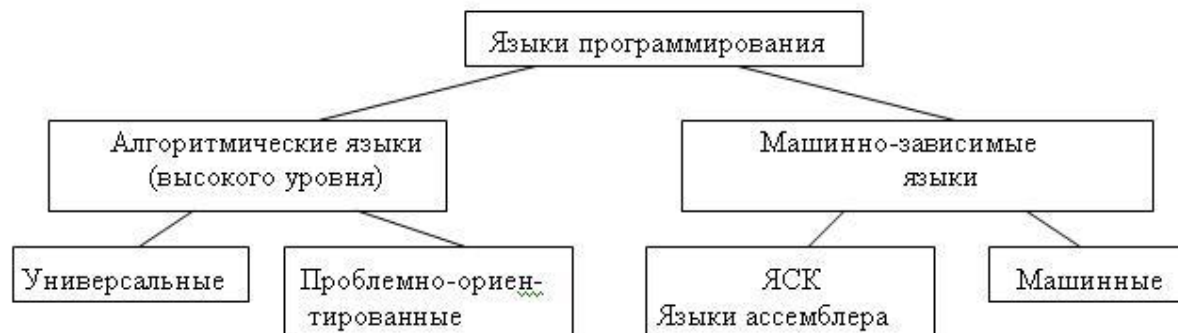 Языки программирования
Алгоритмические языки
(высокого уровня)
Машинно-зависимые
языки
Универсальные
Проблемно-ориен-
тированные
ЯСК
Языки ассемблера
Машинные